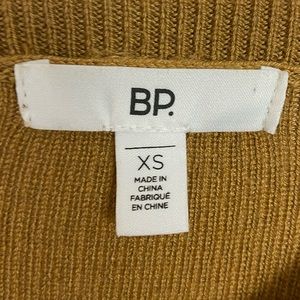 BP.
XS
MADE IN
CHINA
FABRIQUÉ
EN CHINE